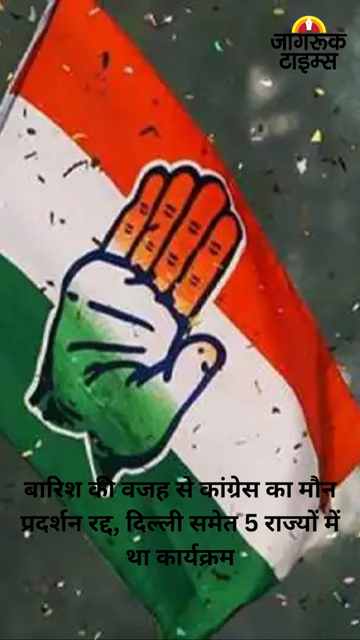 जागरूक
टाइम्स
बारिश की वजह से कांग्रेस का मौन
प्रदर्शन रद्द, दिल्ली समेत 5 राज्यों में
था कार्यक्रम